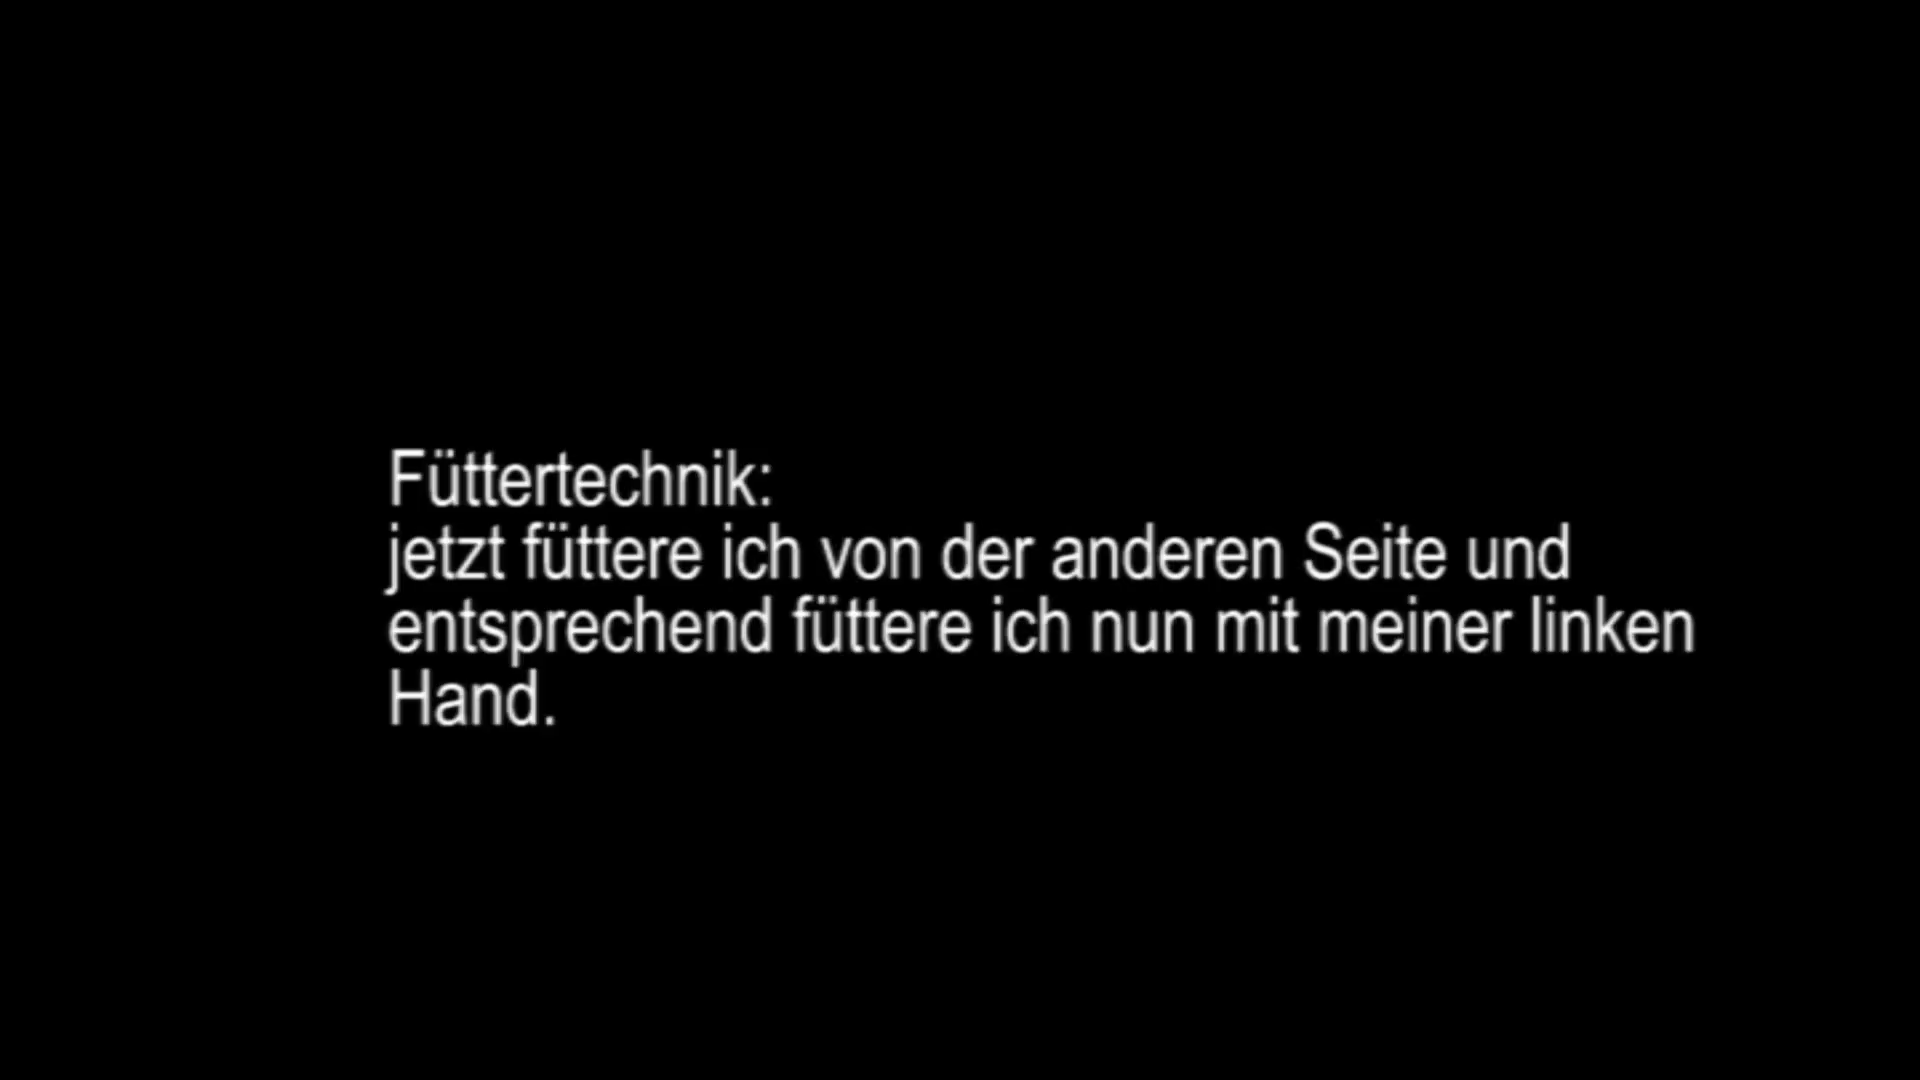 Füttertechnik:
jetzt füttere ich von der anderen Seite und
entsprechend füttere ich nun mit meiner linken
Hand.